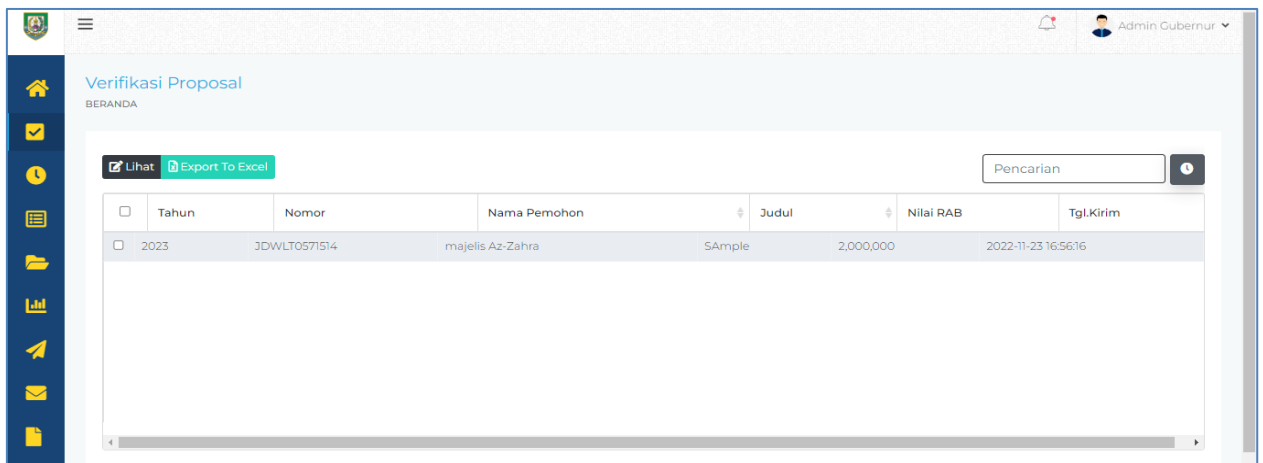 Admin Gubernur
Verifikasi Proposal
BERANDA
Lihat Export To Excel Pencarian
Tahun Nomor Nama Pemohon Judul Nilai RAB Tgl.Kirim
2023 JDWLT0571514 majelis Az-Zahra SAmple 2,000,000 2022-11-23 16:56:16